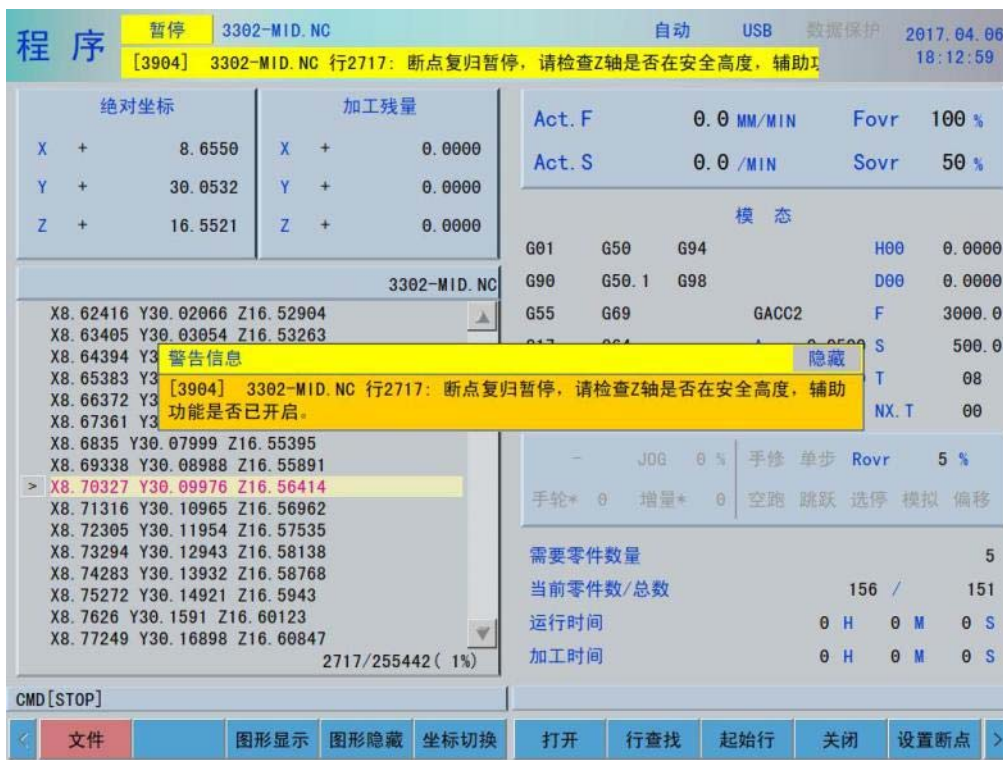 程 序
暂停 3302-MID.NC 自动 USB 数据保护 2017.04.06
[3904] 3302-MID.NC 行2717: 断点复归暂停，请检查Z轴是否在安全高度，辅助 18:12:59
绝对坐标 加工残量
X + 8.6550 X + 0.0000
Y + 30.0532 Y + 0.0000
Z + 16.5521 Z + 0.0000
Act.F 0.0 MM/MIN Fovr 100 %
Act.S 0.0 /MIN Sovr 50 %
模 态
G01 G50 G94 H00 0.0000
G90 G50.1 G98 D00 0.0000
G55 G69 GACC2 F 3000.0
S 500.0
T 08
NX.T 00
3302-MID.NC
X8.62416 Y30.02066 Z16.52904
X8.63405 Y30.03054 Z16.53263
X8.64394 Y3
X8.65383 Y3
X8.66372 Y3
X8.67361 Y3
X8.6835 Y30.07999 Z16.55395
X8.69338 Y30.08988 Z16.55891
> X8.70327 Y30.09976 Z16.56414
X8.71316 Y30.10965 Z16.56962
X8.72305 Y30.11954 Z16.57535
X8.73294 Y30.12943 Z16.58138
X8.74283 Y30.13932 Z16.58768
X8.75272 Y30.14921 Z16.5943
X8.7626 Y30.1591 Z16.60123
X8.77249 Y30.16898 Z16.60847
2717/255442( 1%)
警告信息 隐藏
[3904] 3302-MID.NC 行2717: 断点复归暂停，请检查Z轴是否在安全高度，辅助
功能是否已开启。
- JOG 0 % 手修 单步 Rovr 5 %
手轮* 0 增量* 0 空跑 跳跃 选停 模拟 偏移
需要零件数量 5
当前零件数/总数 156 / 151
运行时间 0 H 0 M 0 S
加工时间 0 H 0 M 0 S
CMD[STOP]
< 文件 图形显示 图形隐藏 坐标切换 打开 行查找 起始行 关闭 设置断点 >